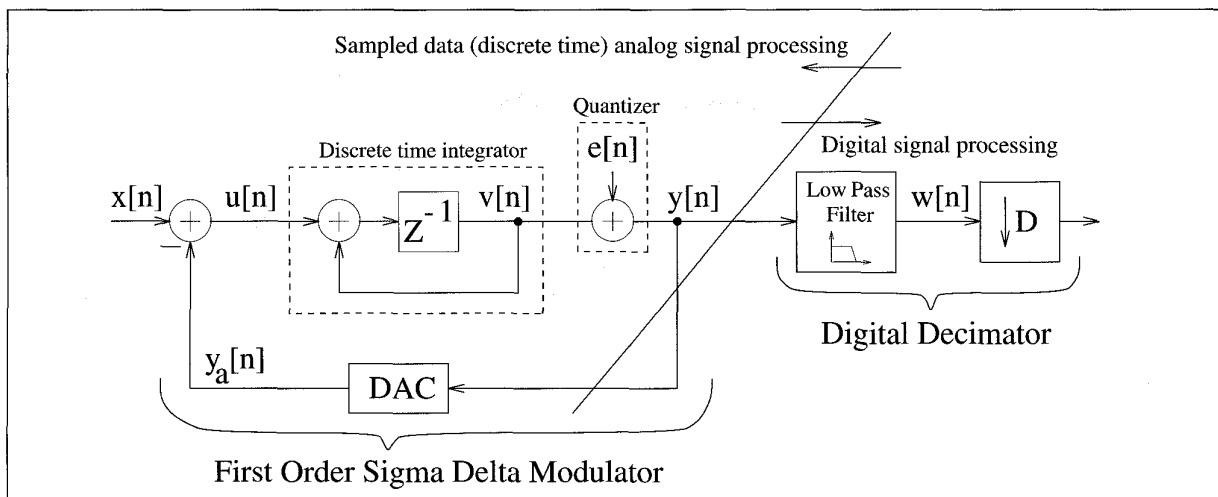 Sampled data (discrete time) analog signal processing
Quantizer
Digital signal processing
Discrete time integrator
e[n]
x[n]
u[n]
v[n]
y[n]
Low Pass
Filter
w[n]
+
+
Z^-1
+
↓D
−
Digital Decimator
y_a[n]
DAC
First Order Sigma Delta Modulator